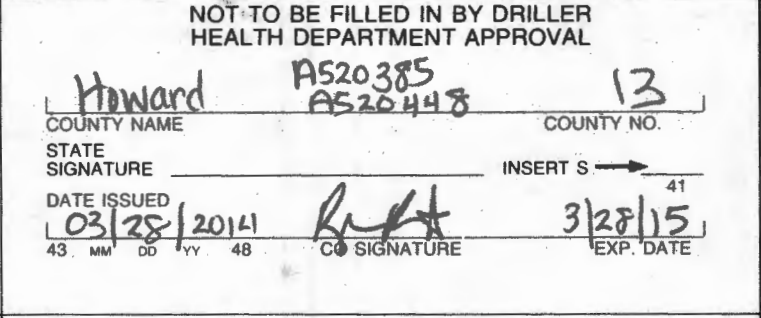 NOT TO BE FILLED IN BY DRILLER
HEALTH DEPARTMENT APPROVAL
A520385
Howard A520448 13
COUNTY NAME COUNTY NO.
STATE
SIGNATURE INSERT S
41
DATE ISSUED
03/28/2014 3/28/15
43 MM DD YY 48 CO SIGNATURE EXP. DATE